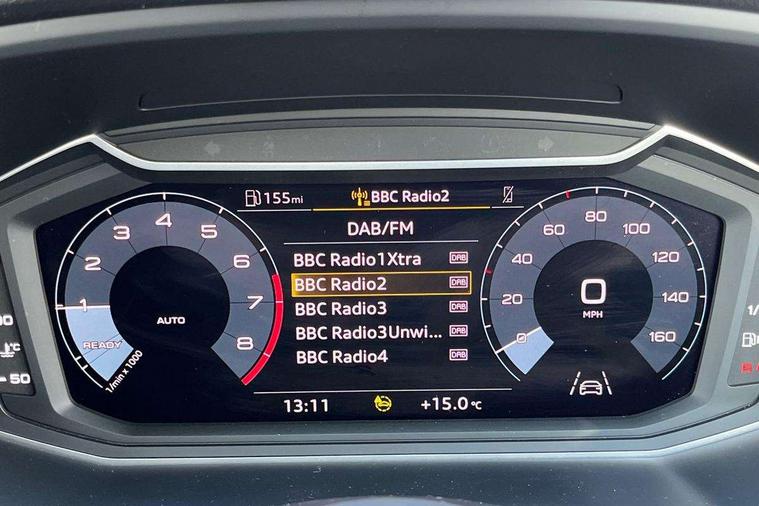 155mi
BBC Radio2
DAB/FM
BBC Radio1Xtra DAB
BBC Radio2 DAB
BBC Radio3 DAB
BBC Radio3Unwi... DAB
BBC Radio4 DAB
13:11
+15.0°C
1
2
3
4
5
6
7
8
AUTO
READY
1/min x 1000
0
20
40
60
80
100
120
140
160
0
MPH
°C
50
1/